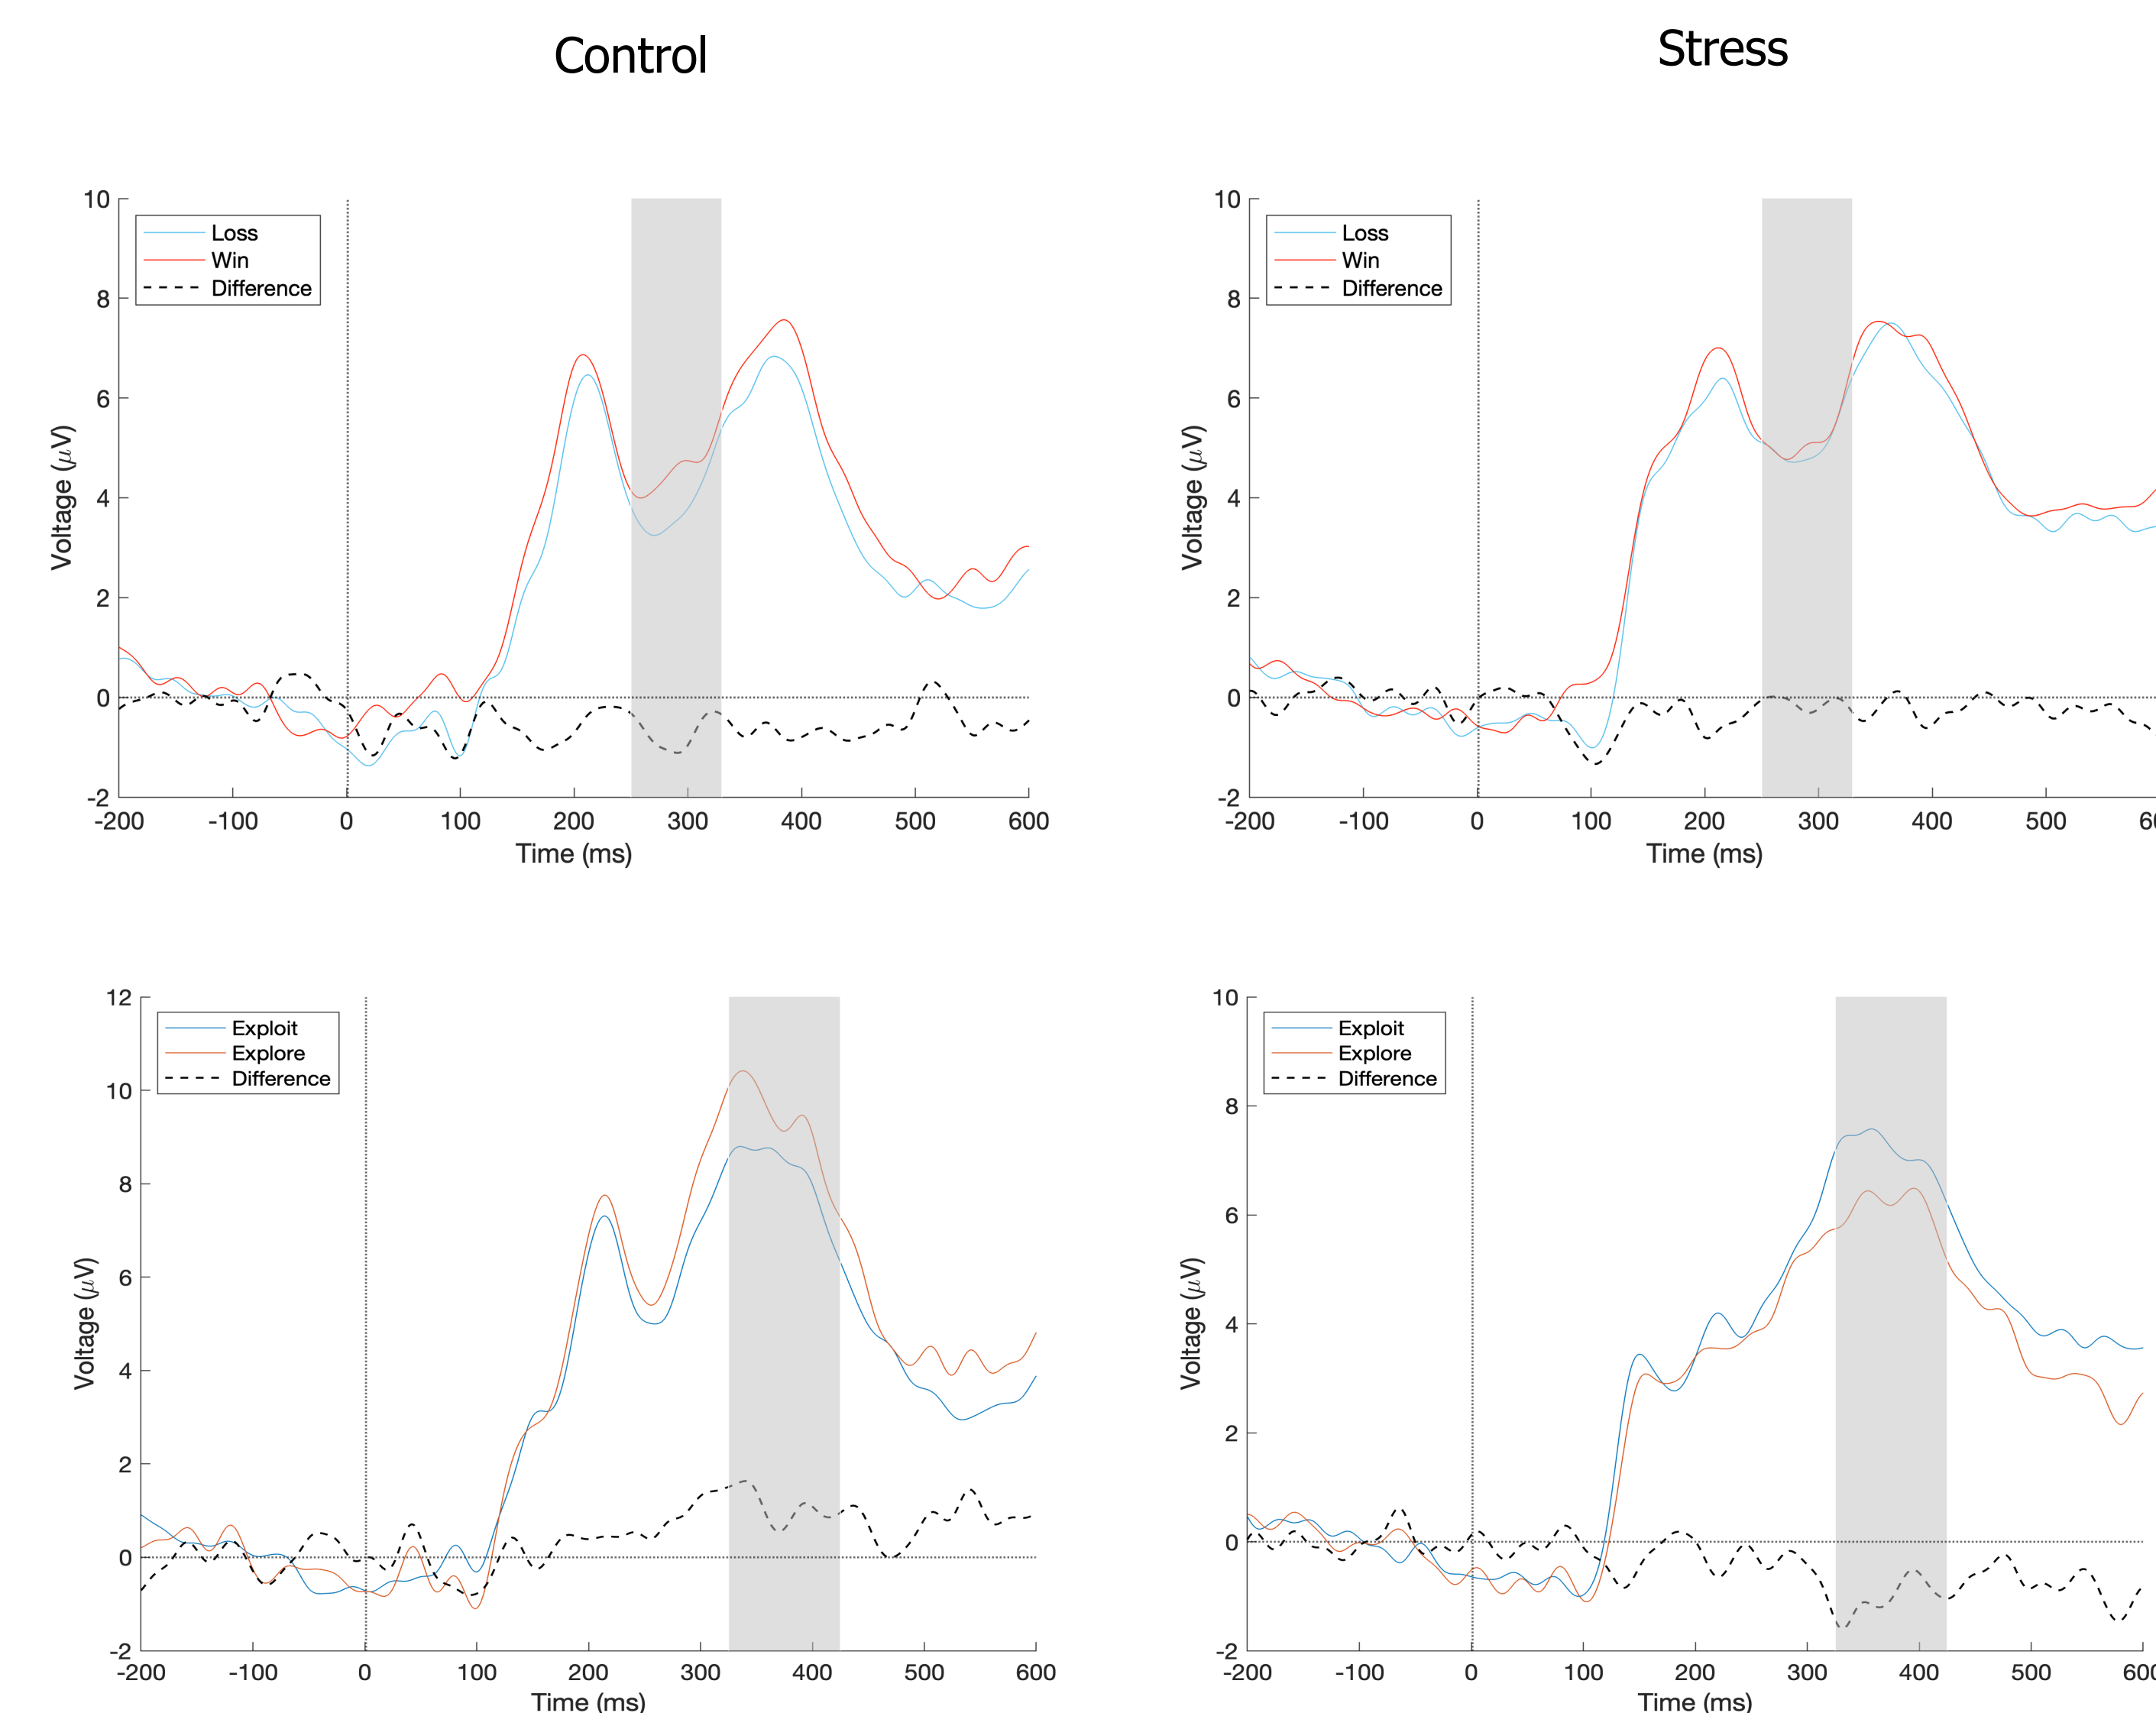 Control
Stress
10
8
6
4
2
0
-2
Voltage (μV)
Loss
Win
Difference
-200 -100 0 100 200 300 400 500 600
Time (ms)
10
8
6
4
2
0
-2
Voltage (μV)
Loss
Win
Difference
-200 -100 0 100 200 300 400 500
Time (ms)
12
10
8
6
4
2
0
-2
Voltage (μV)
Exploit
Explore
Difference
-200 -100 0 100 200 300 400 500 600
Time (ms)
10
8
6
4
2
0
-2
Voltage (μV)
Exploit
Explore
Difference
-200 -100 0 100 200 300 400 500
Time (ms)